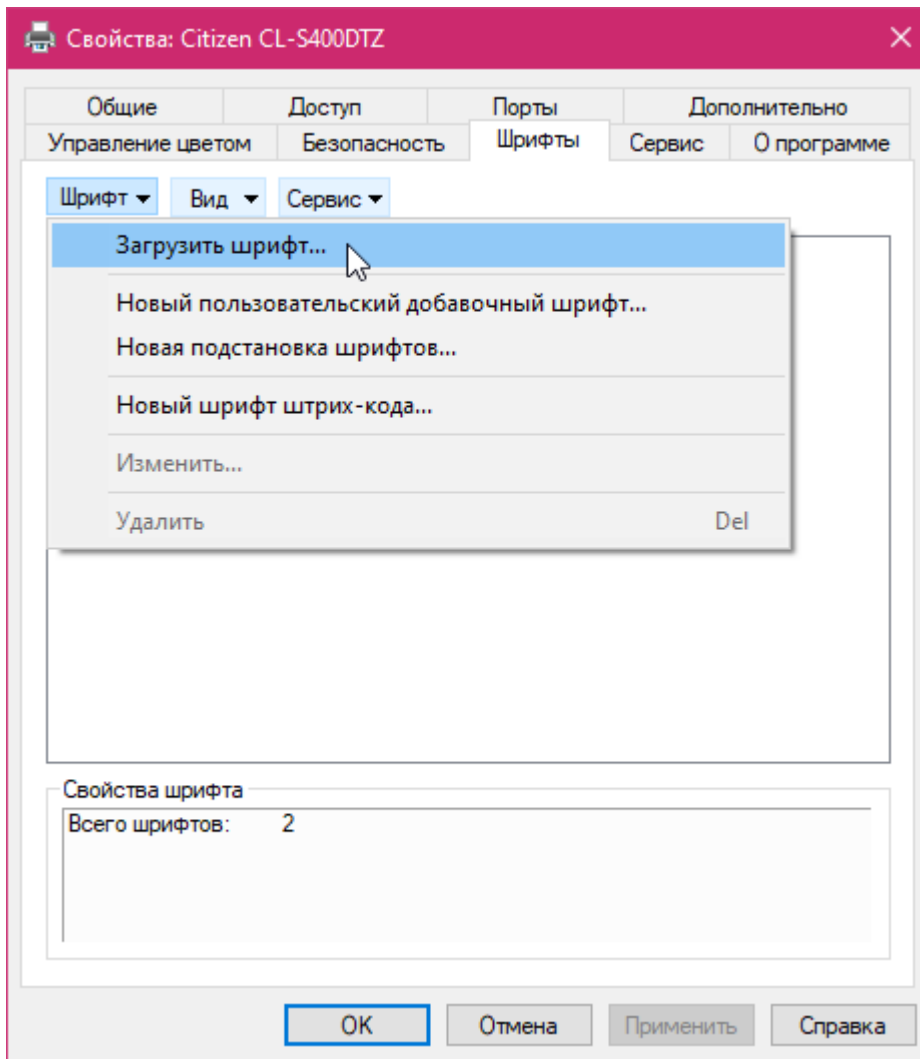 Свойства: Citizen CL-S400DTZ
Общие Доступ Порты Дополнительно
Управление цветом Безопасность Шрифты Сервис О программе
Шрифт Вид Сервис
Загрузить шрифт...
Новый пользовательский добавочный шрифт...
Новая подстановка шрифтов...
Новый шрифт штрих-кода...
Изменить...
Удалить Del
Свойства шрифта
Всего шрифтов: 2
OK Отмена Применить Справка